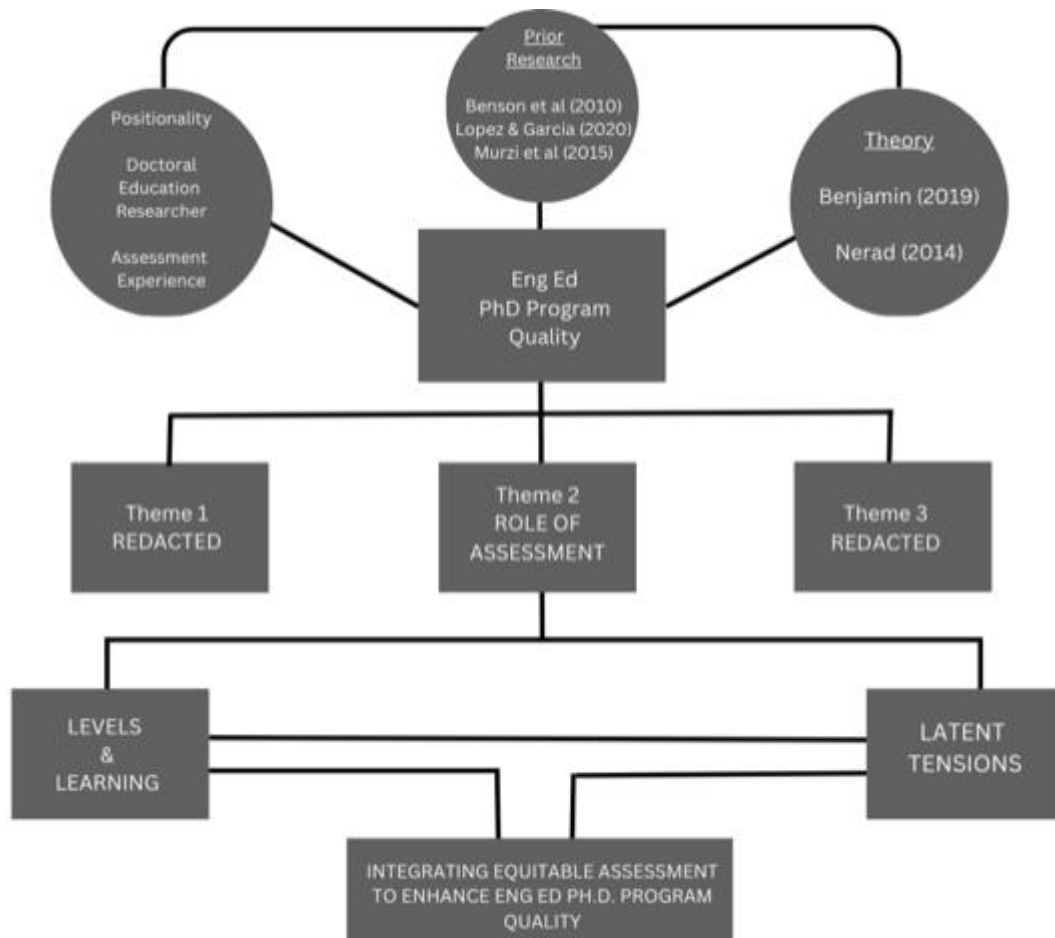 Prior
Research
Benson et al (2010)
Lopez & Garcia (2020)
Murzi et al (2015)
Positionality
Doctoral
Education
Researcher
Assessment
Experience
Theory
Benjamin (2019)
Nerad (2014)
Eng Ed
PhD Program
Quality
Theme 1
REDACTED
Theme 2
ROLE OF
ASSESSMENT
Theme 3
REDACTED
LEVELS
&
LEARNING
LATENT
TENSIONS
INTEGRATING EQUITABLE ASSESSMENT
TO ENHANCE ENG ED PH.D. PROGRAM
QUALITY